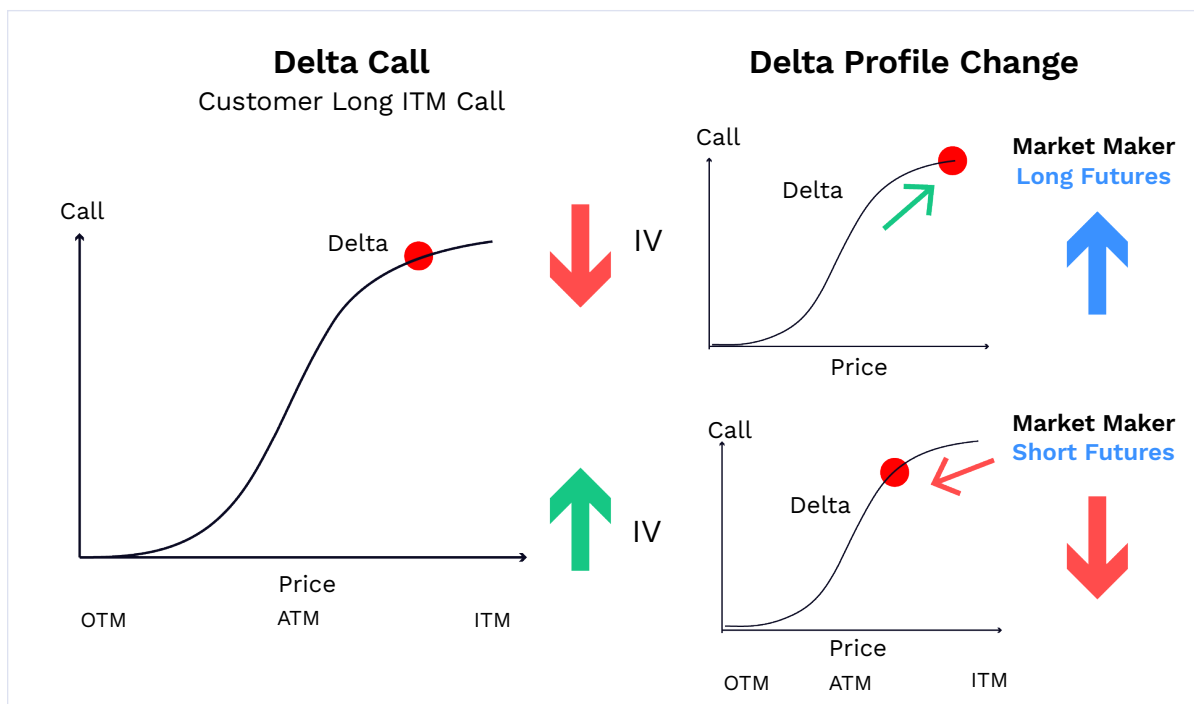 Delta Call
Customer Long ITM Call
Call
Delta
Price
OTM
ATM
ITM
IV
IV
Delta Profile Change
Call
Delta
Price
Market Maker
Long Futures
Call
Delta
Price
OTM
ATM
ITM
Market Maker
Short Futures